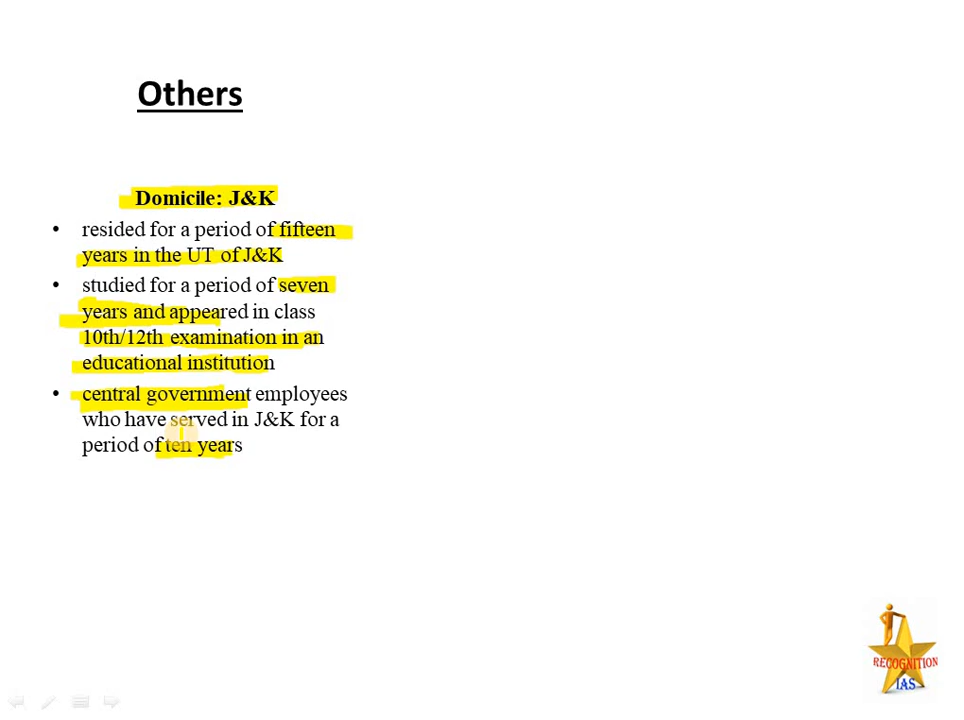 Others
Domicile: J&K
• resided for a period of fifteen
years in the UT of J&K
• studied for a period of seven
years and appeared in class
10th/12th examination in an
educational institution
• central government employees
who have served in J&K for a
period of ten years
RECOGNITION
IAS